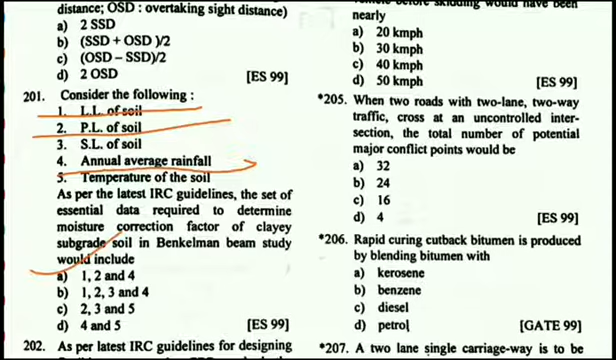 distance; OSD : overtaking sight distance)
a) 2 SSD
b) (SSD + OSD )/2
c) (OSD – SSD)/2
d) 2 OSD [ES 99]
201. Consider the following :
1. L.L. of soil
2. P.L. of soil
3. S.L. of soil
4. Annual average rainfall
5. Temperature of the soil
As per the latest IRC guidelines, the set of
essential data required to determine
moisture correction factor of clayey
subgrade soil in Benkelman beam study
would include
a) 1, 2 and 4
b) 1, 2, 3 and 4
c) 2, 3 and 5
d) 4 and 5 [ES 99]
202. As per latest IRC guidelines for designing
before skidding would have been
nearly
a) 20 kmph
b) 30 kmph
c) 40 kmph
d) 50 kmph [ES 99]
*205. When two roads with two-lane, two-way
traffic, cross at an uncontrolled inter-
section, the total number of potential
major conflict points would be
a) 32
b) 24
c) 16
d) 4 [ES 99]
*206. Rapid curing cutback bitumen is produced
by blending bitumen with
a) kerosene
b) benzene
c) diesel
d) petrol [GATE 99]
*207. A two lane single carriage-way is to be